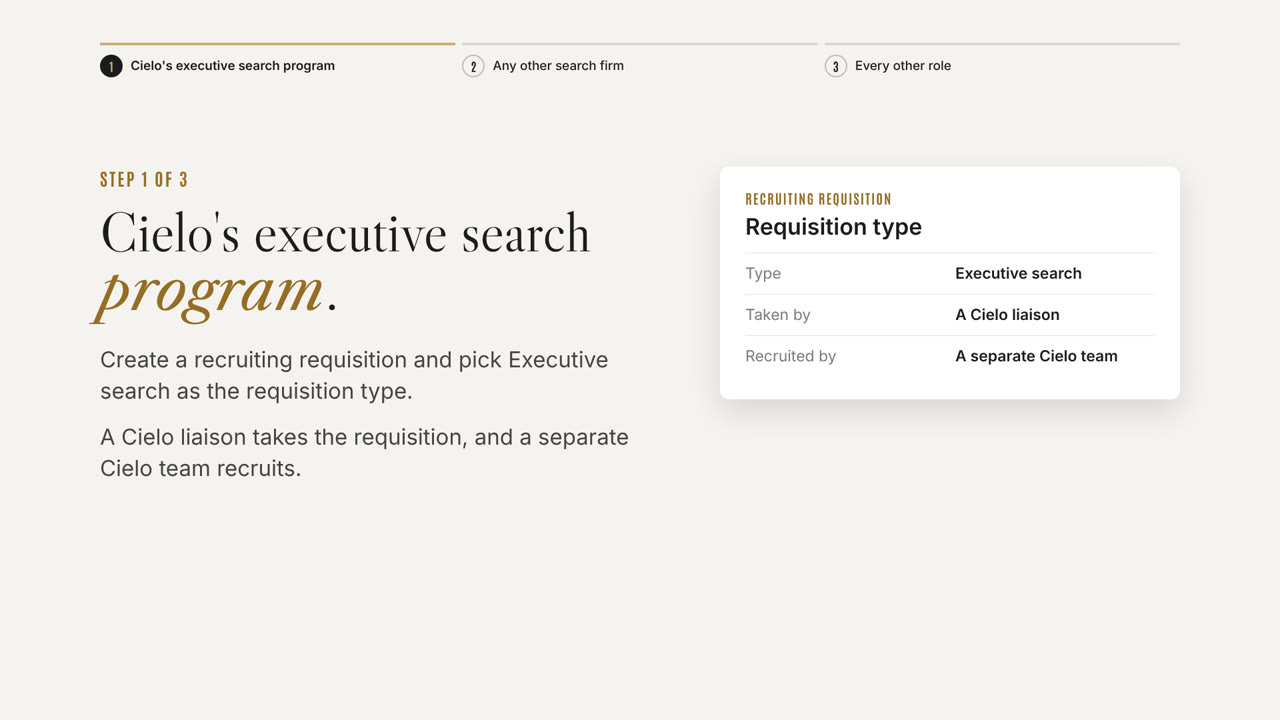 1 Cielo's executive search program
2 Any other search firm
3 Every other role
STEP 1 OF 3
Cielo's executive search
program.
Create a recruiting requisition and pick Executive
search as the requisition type.
A Cielo liaison takes the requisition, and a separate
Cielo team recruits.
RECRUITING REQUISITION
Requisition type
Type Executive search
Taken by A Cielo liaison
Recruited by A separate Cielo team